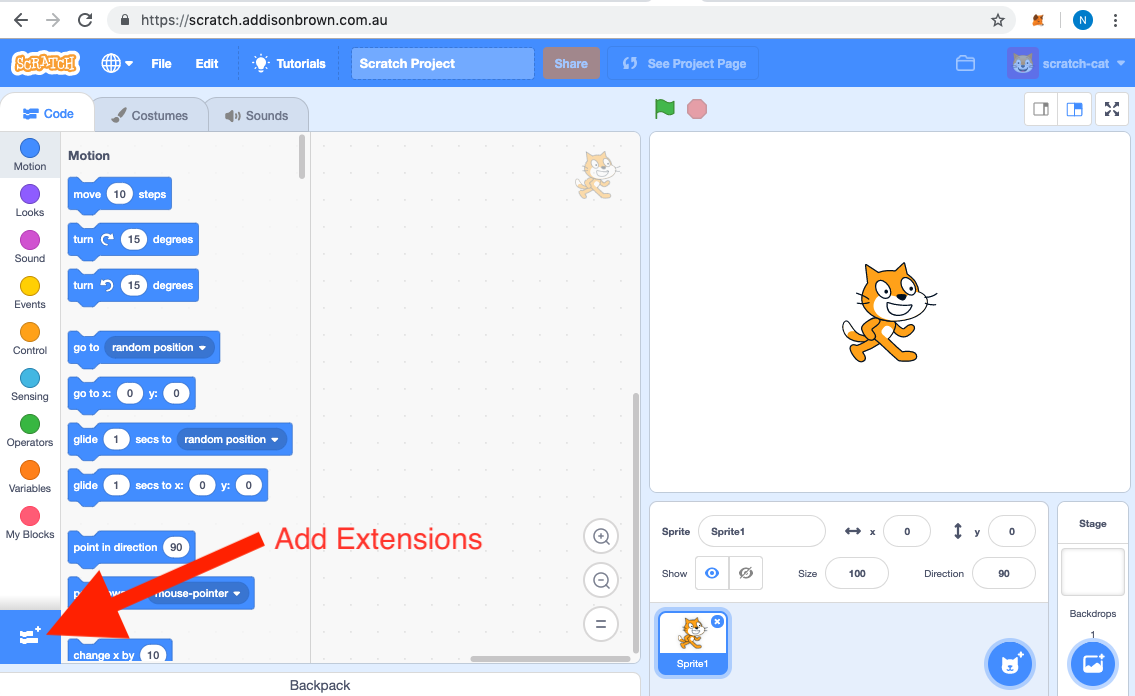 https://scratch.addisonbrown.com.au
N
SCRATCH
File
Edit
Tutorials
Scratch Project
Share
See Project Page
scratch-cat
Code
Costumes
Sounds
Motion
Looks
Sound
Events
Control
Sensing
Operators
Variables
My Blocks
Motion
move 10 steps
turn 15 degrees
turn 15 degrees
go to random position
go to x: 0 y: 0
glide 1 secs to random position
glide 1 secs to x: 0 y: 0
point in direction 90
mouse-pointer
change x by 10
Add Extensions
Backpack
Sprite Sprite1 x 0 y 0
Show Size 100 Direction 90
Sprite1
Stage
Backdrops
1